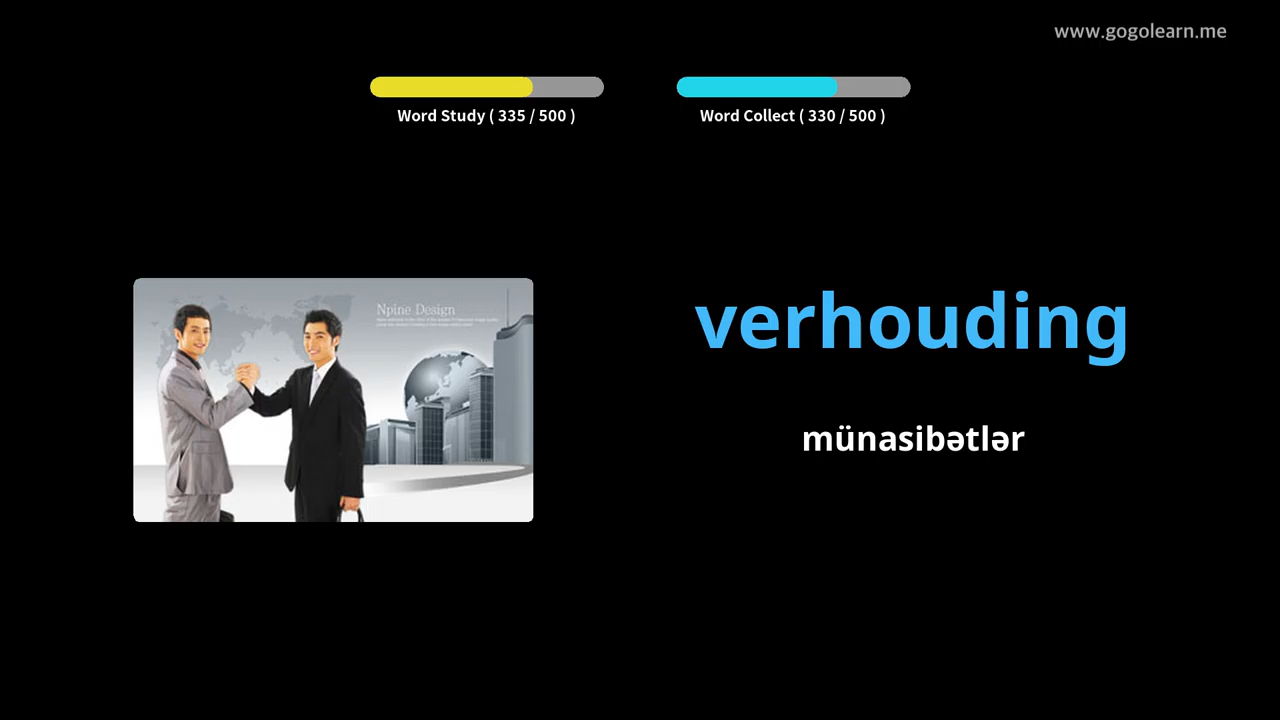 www.gogolearn.me
Word Study ( 335 / 500 )
Word Collect ( 330 / 500 )
Npine Design
verhouding
münasibətlər